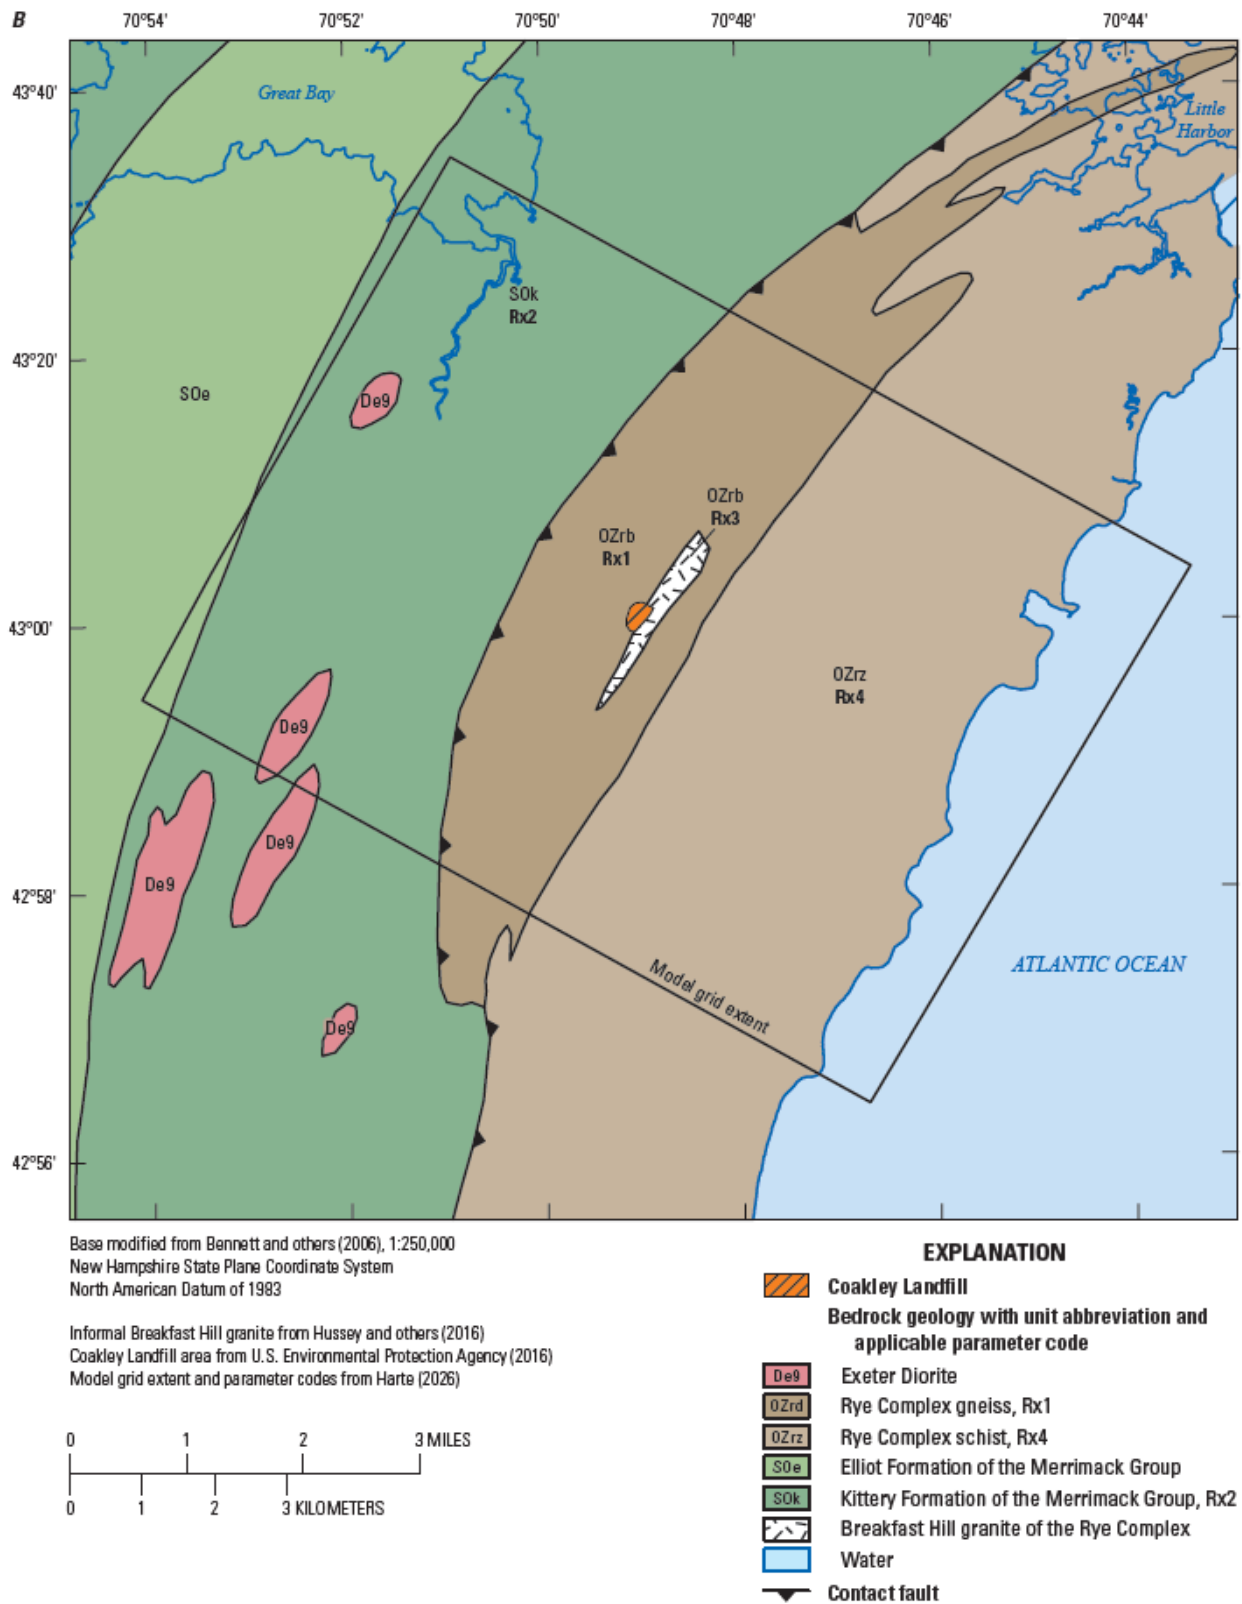 B
70°54'
70°52'
70°50'
70°48'
70°46'
70°44'
43°40'
Great Bay
Little
Harbor
SOk
Rx2
43°20'
De9
SOe
OZrb
Rx3
OZrb
Rx1
43°00'
OZrz
Rx4
De9
De9
De9
42°58'
Model grid extent
ATLANTIC OCEAN
De9
42°56'
Base modified from Bennett and others (2006), 1:250,000
New Hampshire State Plane Coordinate System
North American Datum of 1983
Informal Breakfast Hill granite from Hussey and others (2016)
Coakley Landfill area from U.S. Environmental Protection Agency (2016)
Model grid extent and parameter codes from Harte (2026)
0 1 2 3 MILES
0 1 2 3 KILOMETERS
EXPLANATION
Coakley Landfill
Bedrock geology with unit abbreviation and
applicable parameter code
De9 Exeter Diorite
OZrd Rye Complex gneiss, Rx1
OZrz Rye Complex schist, Rx4
SOe Elliot Formation of the Merrimack Group
SOk Kittery Formation of the Merrimack Group, Rx2
Breakfast Hill granite of the Rye Complex
Water
Contact fault